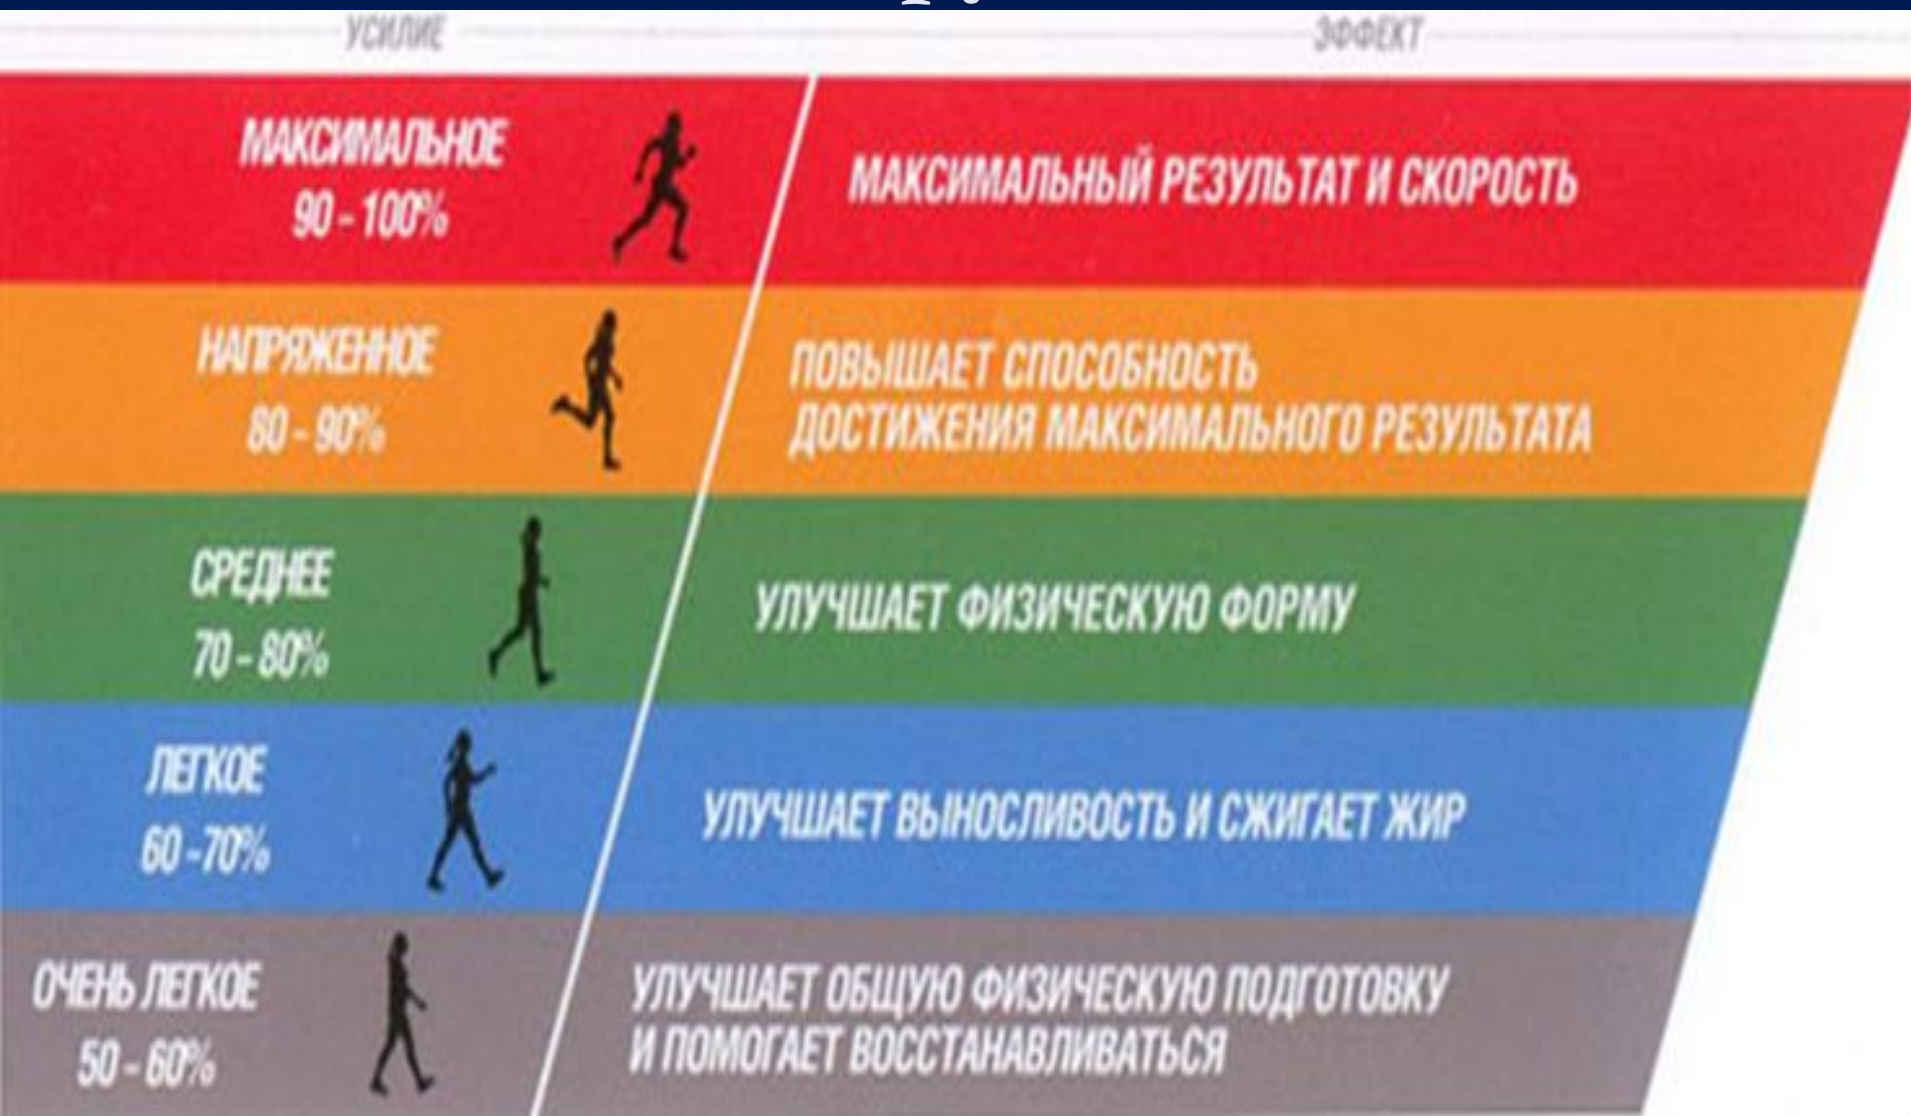 УСИЛИЕ
ЭФФЕКТ
МАКСИМАЛЬНОЕ
90 - 100%
МАКСИМАЛЬНЫЙ РЕЗУЛЬТАТ И СКОРОСТЬ
НАПРЯЖЕННОЕ
80 - 90%
ПОВЫШАЕТ СПОСОБНОСТЬ
ДОСТИЖЕНИЯ МАКСИМАЛЬНОГО РЕЗУЛЬТАТА
СРЕДНЕЕ
70 - 80%
УЛУЧШАЕТ ФИЗИЧЕСКУЮ ФОРМУ
ЛЕГКОЕ
60 -70%
УЛУЧШАЕТ ВЫНОСЛИВОСТЬ И СЖИГАЕТ ЖИР
ОЧЕНЬ ЛЕГКОЕ
50 - 60%
УЛУЧШАЕТ ОБЩУЮ ФИЗИЧЕСКУЮ ПОДГОТОВКУ
И ПОМОГАЕТ ВОССТАНАВЛИВАТЬСЯ